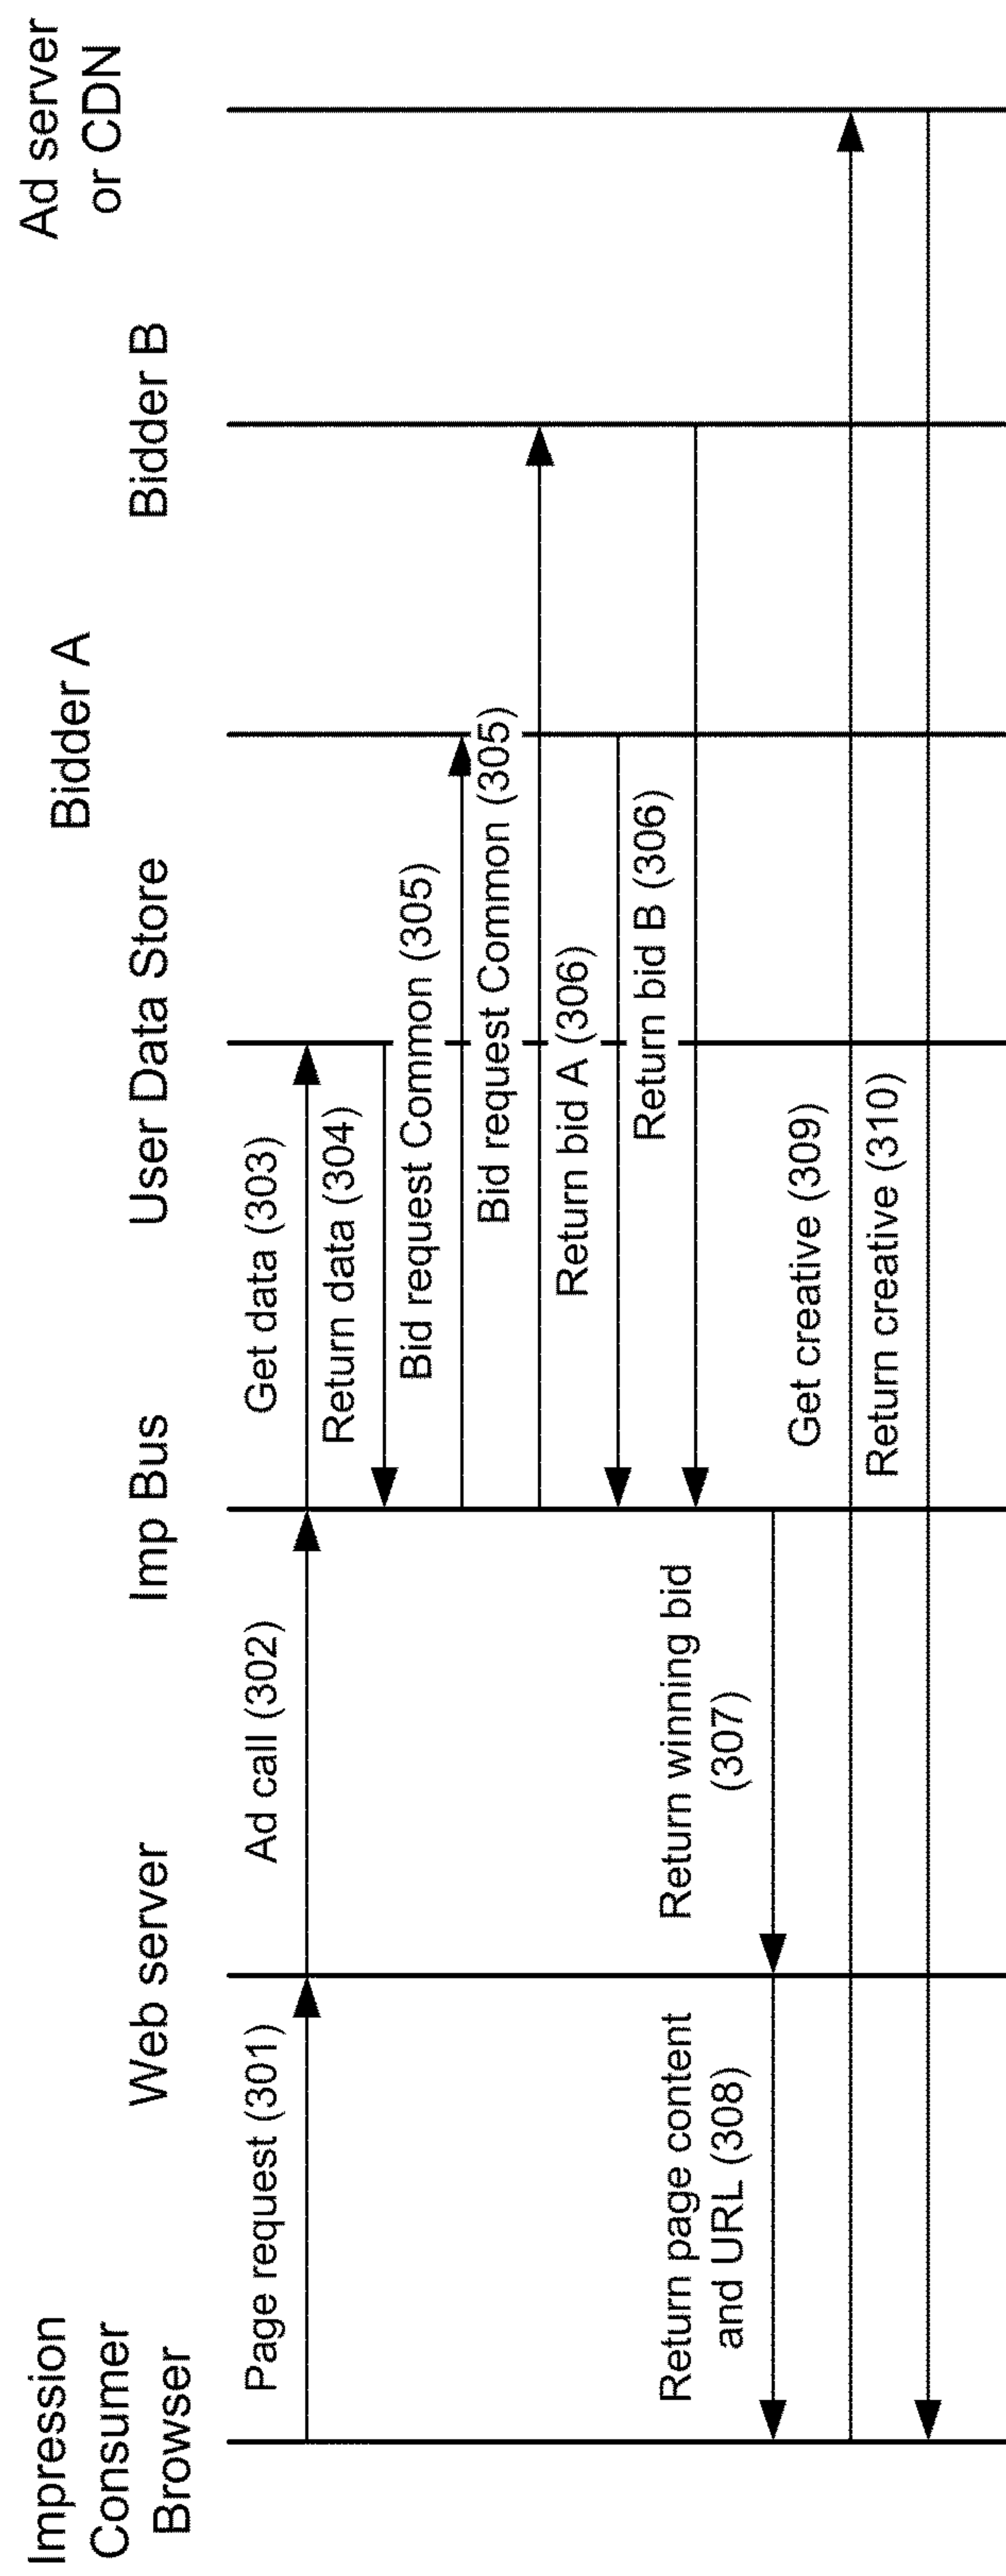 Impression
Consumer
Browser
Web server
Imp Bus
User Data Store
Bidder A
Bidder B
Ad server
or CDN
Page request (301)
Ad call (302)
Get data (303)
Return data (304)
Bid request Common (305)
Bid request Common (305)
Return bid A (306)
Return bid B (306)
Return winning bid
(307)
Return page content
and URL (308)
Get creative (309)
Return creative (310)